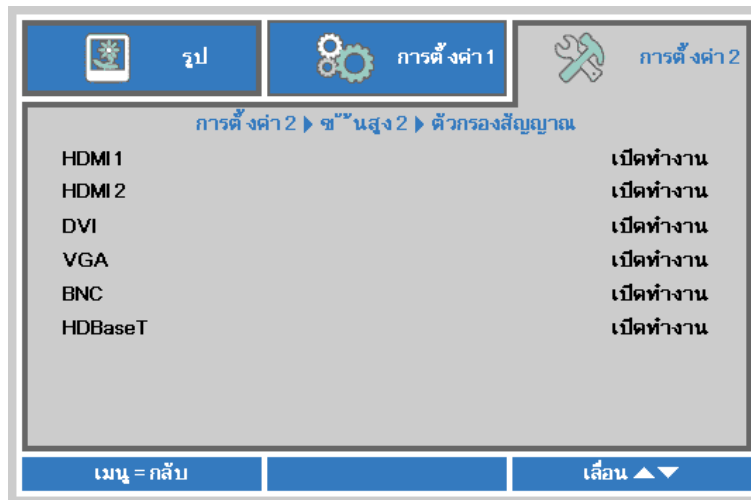 รูป
การตั้งค่า 1
การตั้งค่า 2
การตั้งค่า 2 ▶ ขั้นสูง 2 ▶ ตัวกรองสัญญาณ
HDMI 1 เปิดทำงาน
HDMI 2 เปิดทำงาน
DVI เปิดทำงาน
VGA เปิดทำงาน
BNC เปิดทำงาน
HDBaseT เปิดทำงาน
เมนู = กลับ
เลื่อน ▲▼